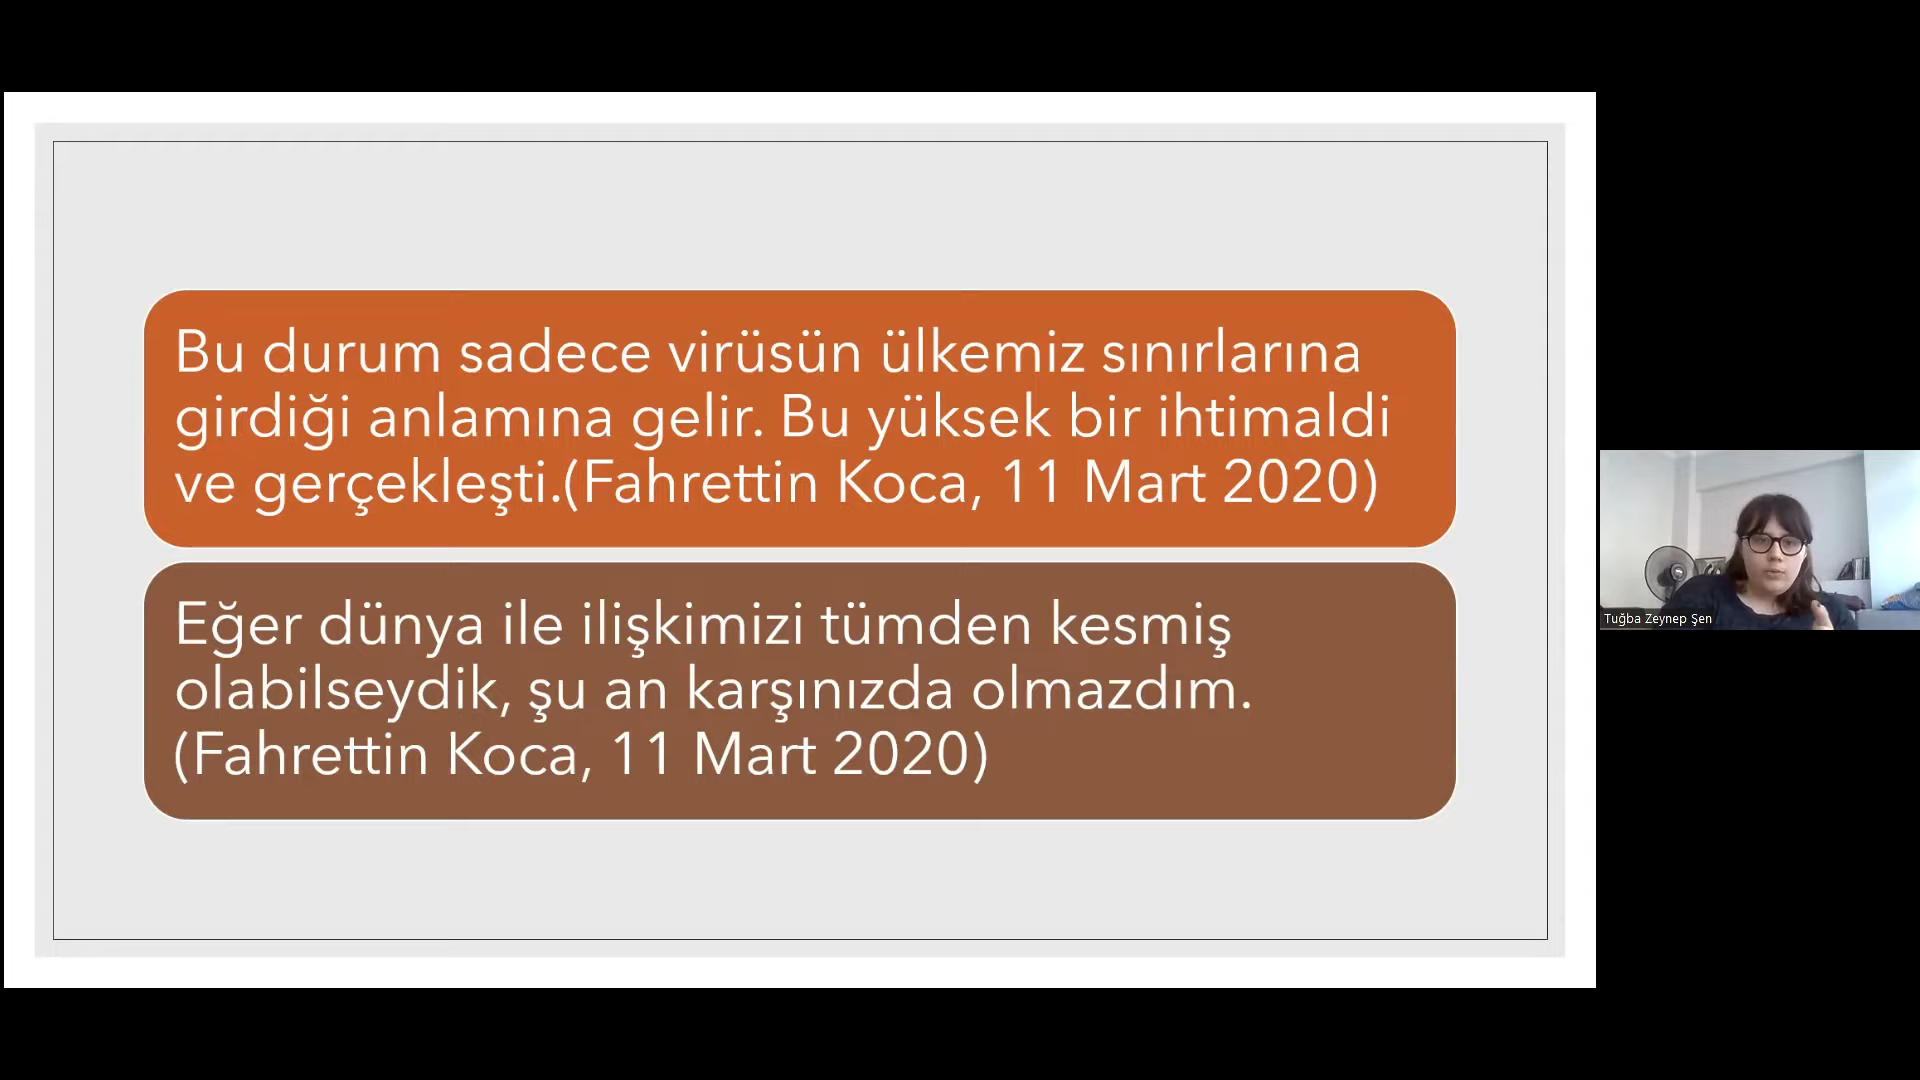 Bu durum sadece virüsün ülkemiz sınırlarına
girdiği anlamına gelir. Bu yüksek bir ihtimaldi
ve gerçekleşti.(Fahrettin Koca, 11 Mart 2020)
Eğer dünya ile ilişkimizi tümden kesmiş
olabilseydik, şu an karşınızda olmazdım.
(Fahrettin Koca, 11 Mart 2020)
Tuğba Zeynep Şen